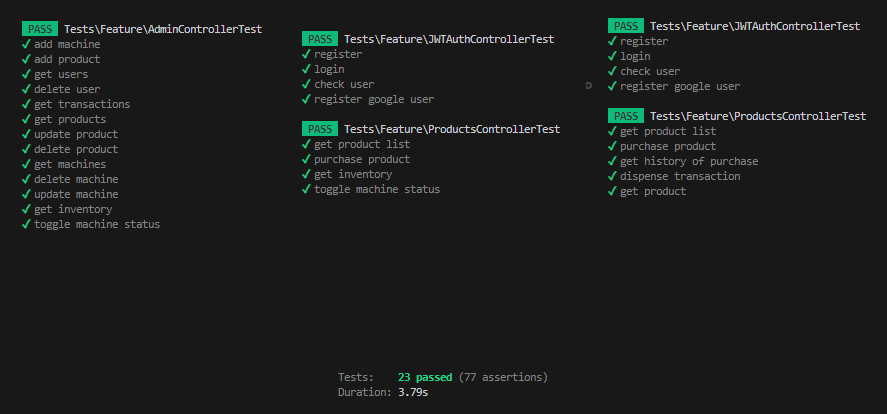 PASS Tests\Feature\AdminControllerTest
✓ add machine
✓ add product
✓ get users
✓ delete user
✓ get transactions
✓ get products
✓ update product
✓ delete product
✓ get machines
✓ delete machine
✓ update machine
✓ get inventory
✓ toggle machine status
PASS Tests\Feature\JWTAuthControllerTest
✓ register
✓ login
✓ check user
✓ register google user
PASS Tests\Feature\ProductsControllerTest
✓ get product list
✓ purchase product
✓ get inventory
✓ toggle machine status
PASS Tests\Feature\JWTAuthControllerTest
✓ register
✓ login
✓ check user
✓ register google user
PASS Tests\Feature\ProductsControllerTest
✓ get product list
✓ purchase product
✓ get history of purchase
✓ dispense transaction
✓ get product
Tests: 23 passed (77 assertions)
Duration: 3.79s